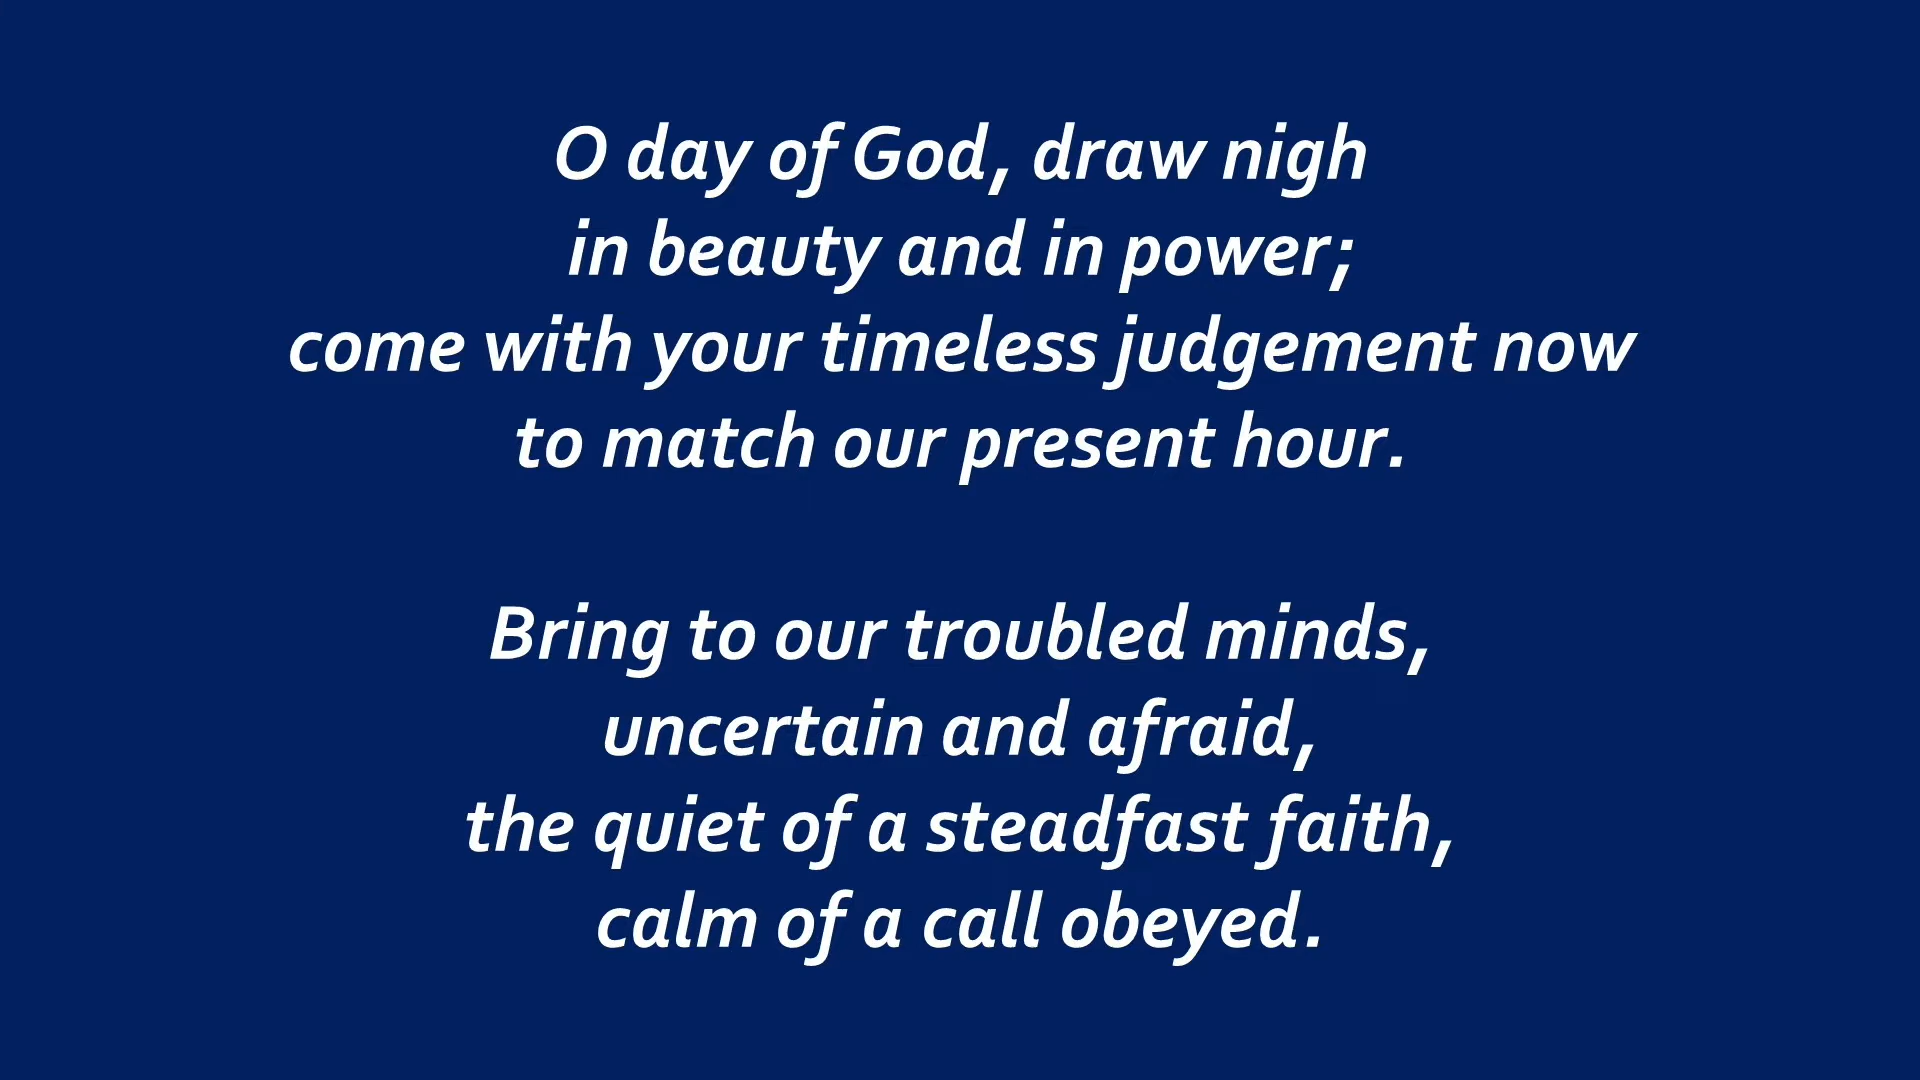 O day of God, draw nigh
in beauty and in power;
come with your timeless judgement now
to match our present hour.
Bring to our troubled minds,
uncertain and afraid,
the quiet of a steadfast faith,
calm of a call obeyed.